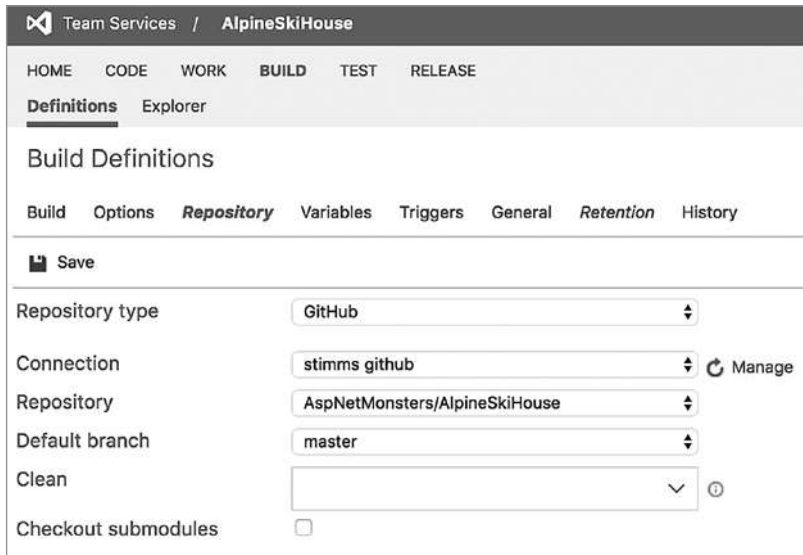 Team Services / AlpineSkiHouse
HOME CODE WORK BUILD TEST RELEASE
Definitions Explorer
Build Definitions
Build Options Repository Variables Triggers General Retention History
Save
Repository type GitHub
Connection stimms github Manage
Repository AspNetMonsters/AlpineSkiHouse
Default branch master
Clean
Checkout submodules